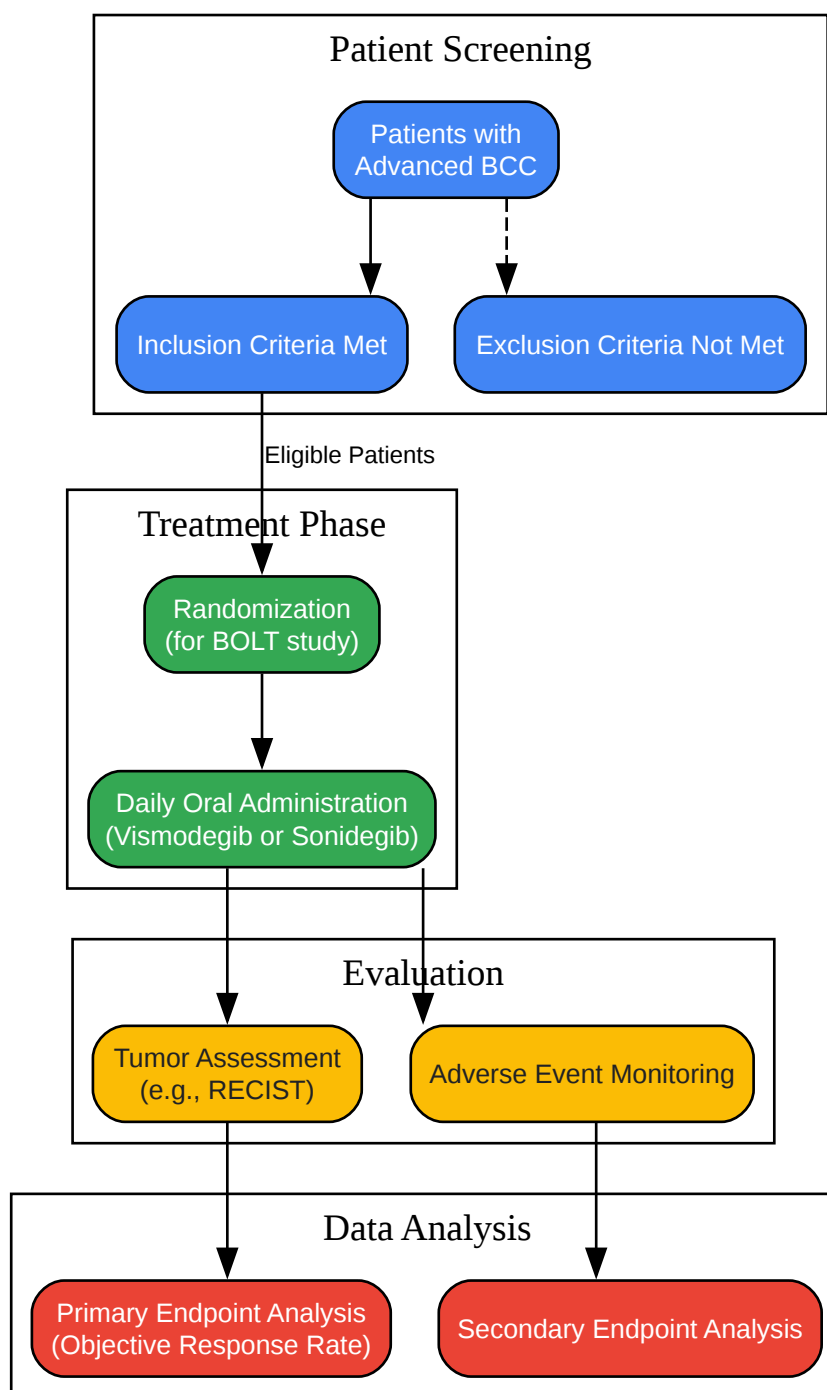 Patient Screening
Patients with
Advanced BCC
Inclusion Criteria Met
Exclusion Criteria Not Met
Eligible Patients
Treatment Phase
Randomization
(for BOLT study)
Daily Oral Administration
(Vismodegib or Sonidegib)
Evaluation
Tumor Assessment
(e.g., RECIST)
Adverse Event Monitoring
Data Analysis
Primary Endpoint Analysis
(Objective Response Rate)
Secondary Endpoint Analysis